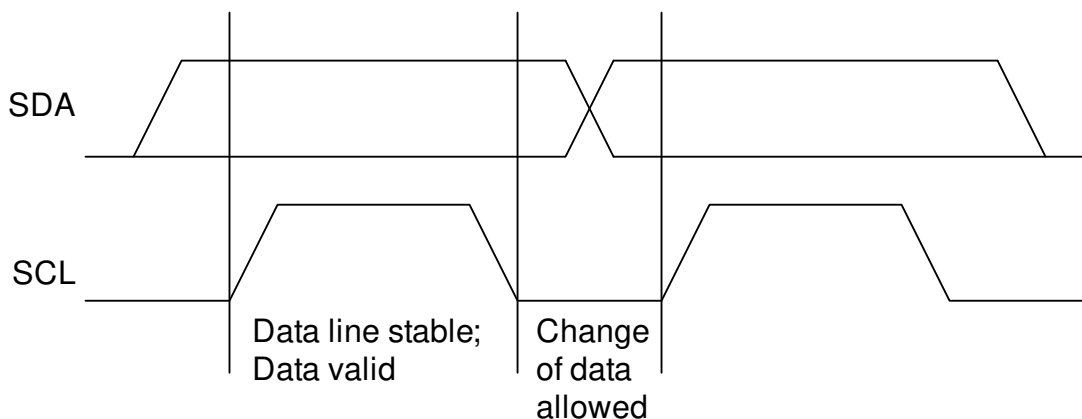 SDA
SCL
Data line stable;
Data valid
Change
of data
allowed